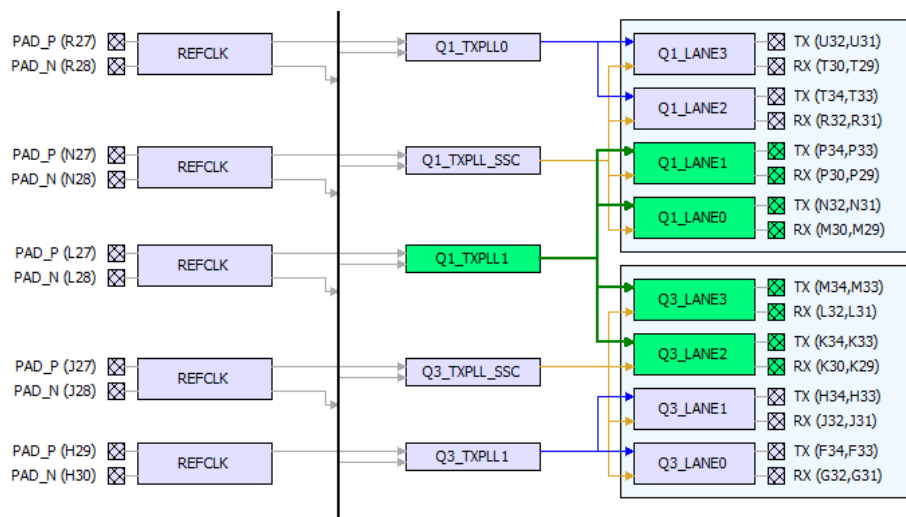 PAD_P (R27)
PAD_N (R28)
REFCLK
Q1_TXPLL0
Q1_LANE3
TX (U32,U31)
RX (T30,T29)
Q1_LANE2
TX (T34,T33)
RX (R32,R31)
PAD_P (N27)
PAD_N (N28)
REFCLK
Q1_TXPLL_SSC
Q1_LANE1
TX (P34,P33)
RX (P30,P29)
Q1_LANE0
TX (N32,N31)
RX (M30,M29)
PAD_P (L27)
PAD_N (L28)
REFCLK
Q1_TXPLL1
Q3_LANE3
TX (M34,M33)
RX (L32,L31)
Q3_LANE2
TX (K34,K33)
RX (K30,K29)
PAD_P (J27)
PAD_N (J28)
REFCLK
Q3_TXPLL_SSC
Q3_LANE1
TX (H34,H33)
RX (J32,J31)
PAD_P (H29)
PAD_N (H30)
REFCLK
Q3_TXPLL1
Q3_LANE0
TX (F34,F33)
RX (G32,G31)